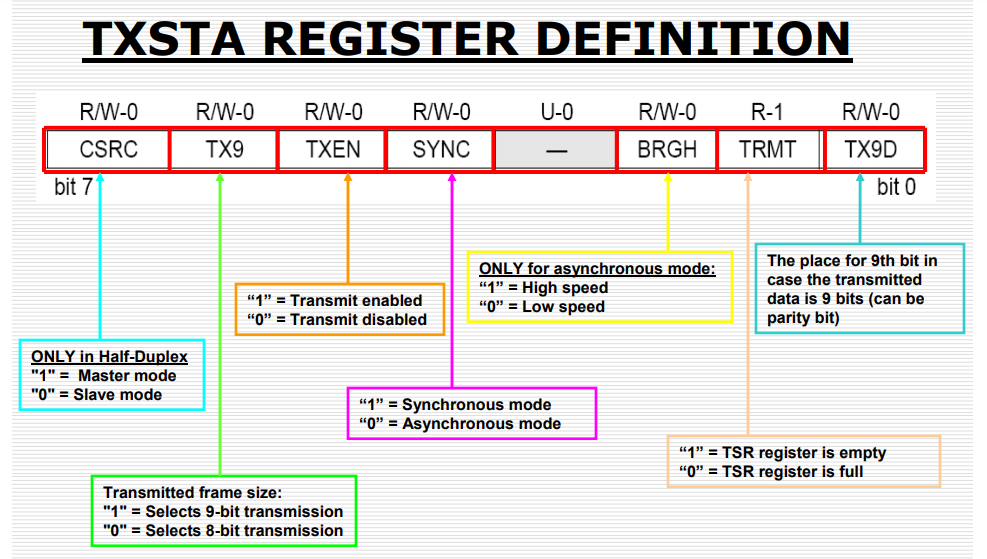 TXSTA REGISTER DEFINITION
R/W-0 R/W-0 R/W-0 R/W-0 U-0 R/W-0 R-1 R/W-0
CSRC TX9 TXEN SYNC — BRGH TRMT TX9D
bit 7 bit 0
ONLY for asynchronous mode:
“1” = High speed
“0” = Low speed
The place for 9th bit in
case the transmitted
data is 9 bits (can be
parity bit)
“1” = Transmit enabled
“0” = Transmit disabled
ONLY in Half-Duplex
"1" = Master mode
"0" = Slave mode
“1” = Synchronous mode
“0” = Asynchronous mode
“1” = TSR register is empty
“0” = TSR register is full
Transmitted frame size:
"1" = Selects 9-bit transmission
"0" = Selects 8-bit transmission